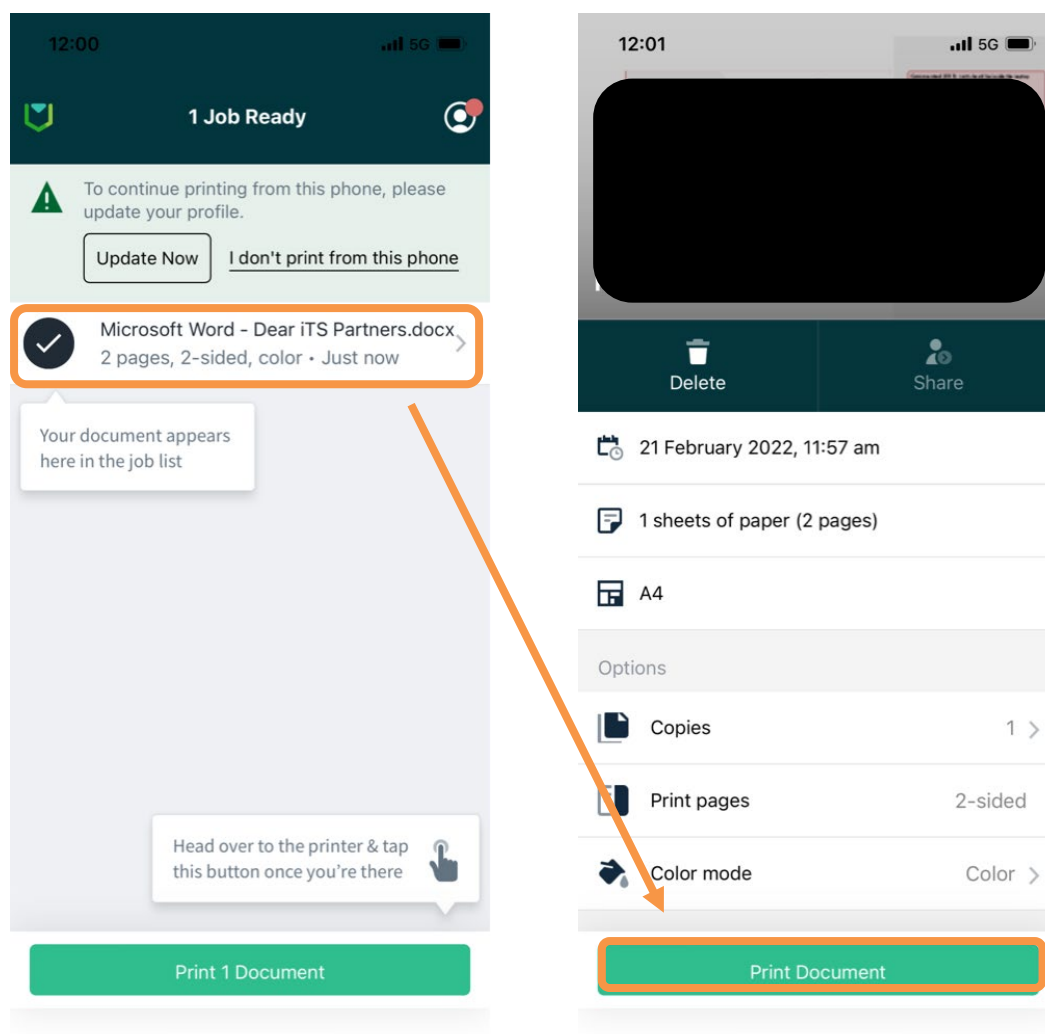 12:00
5G
1 Job Ready
To continue printing from this phone, please
update your profile.
Update Now
I don't print from this phone
Microsoft Word - Dear iTS Partners.docx
2 pages, 2-sided, color • Just now
Your document appears
here in the job list
Head over to the printer & tap
this button once you're there
Print 1 Document
12:01
5G
Delete
Share
21 February 2022, 11:57 am
1 sheets of paper (2 pages)
A4
Options
Copies
1
Print pages
2-sided
Color mode
Color
Print Document